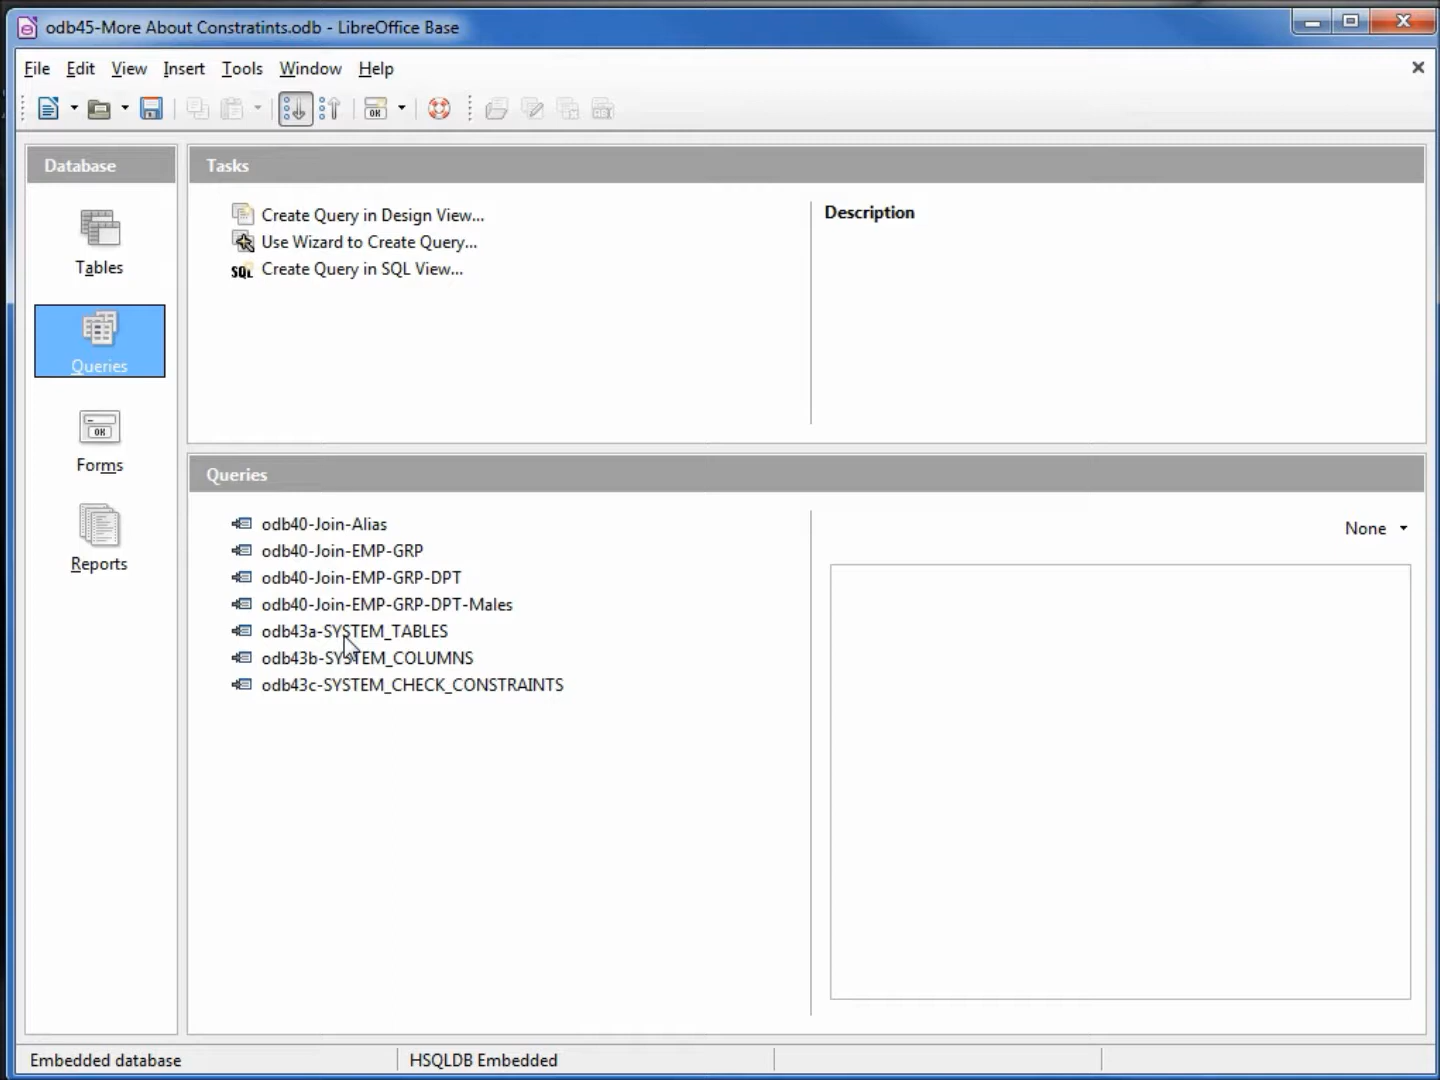 odb45-More About Constratints.odb - LibreOffice Base
File Edit View Insert Tools Window Help
OK
Database
Tables
Queries
Forms
Reports
OK
Tasks
Create Query in Design View...
Use Wizard to Create Query...
SQL Create Query in SQL View...
Description
Queries
odb40-Join-Alias
odb40-Join-EMP-GRP
odb40-Join-EMP-GRP-DPT
odb40-Join-EMP-GRP-DPT-Males
odb43a-SYSTEM_TABLES
odb43b-SYSTEM_COLUMNS
odb43c-SYSTEM_CHECK_CONSTRAINTS
None
Embedded database
HSQLDB Embedded